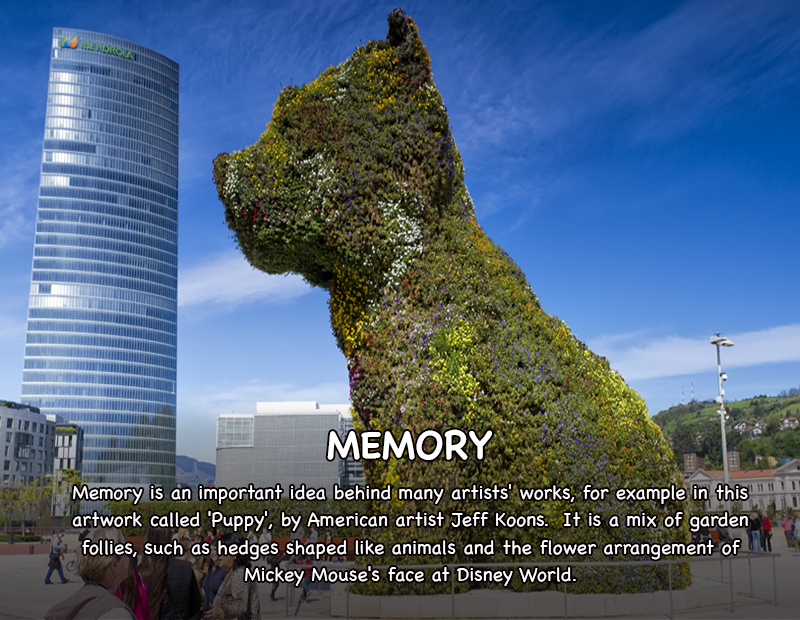 IBERDROLA
MEMORY
Memory is an important idea behind many artists' works, for example in this
artwork called 'Puppy', by American artist Jeff Koons.  It is a mix of garden
follies, such as hedges shaped like animals and the flower arrangement of
Mickey Mouse's face at Disney World.